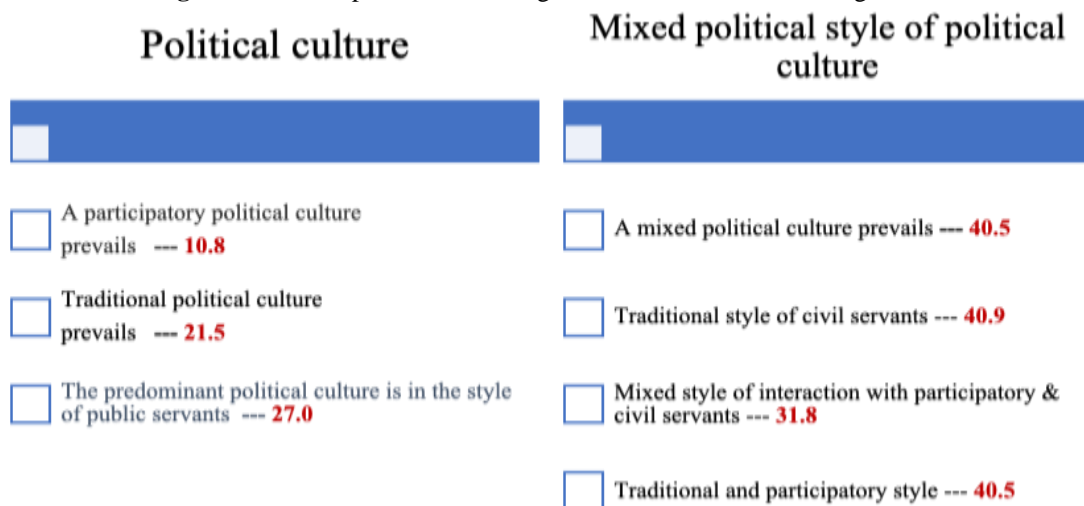 Political culture
A participatory political culture
prevails --- 10.8
Traditional political culture
prevails --- 21.5
The predominant political culture is in the style
of public servants --- 27.0
Mixed political style of political
culture
A mixed political culture prevails --- 40.5
Traditional style of civil servants --- 40.9
Mixed style of interaction with participatory &
civil servants --- 31.8
Traditional and participatory style --- 40.5